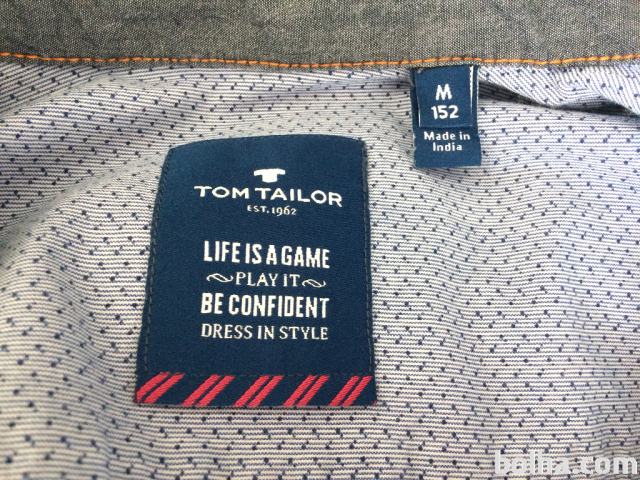 M
152
Made in
India
TOM TAILOR
EST. 1962
LIFE IS A GAME
PLAY IT
BE CONFIDENT
DRESS IN STYLE
bolha.com